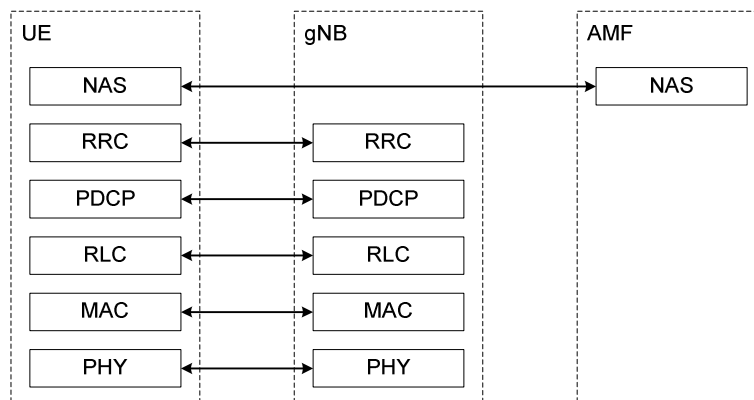 UE
gNB
AMF
NAS
NAS
RRC
RRC
PDCP
PDCP
RLC
RLC
MAC
MAC
PHY
PHY